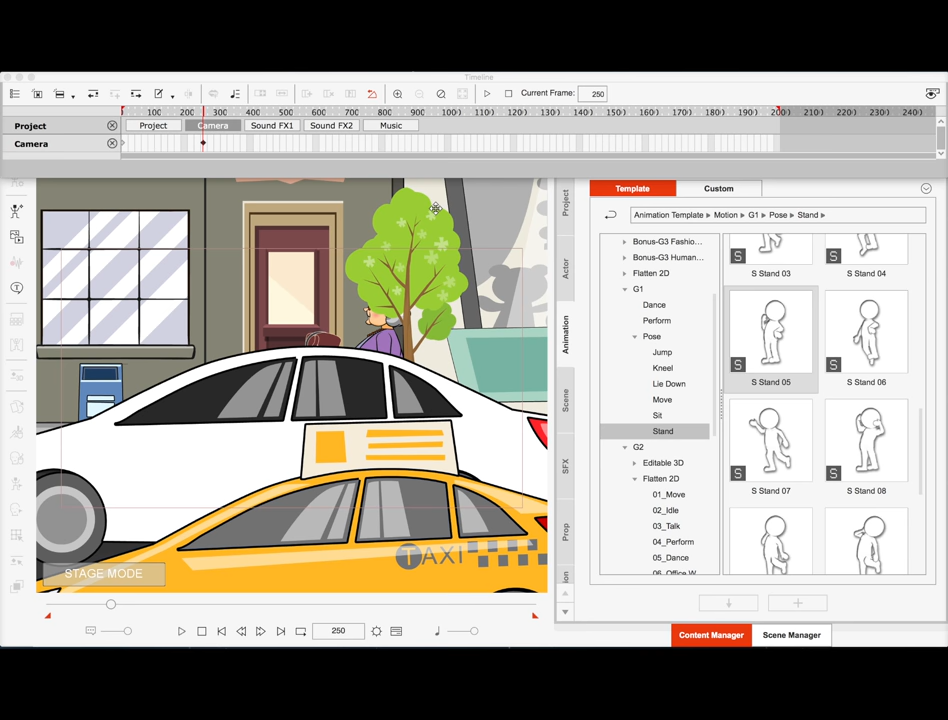 Timeline
Current Frame: 250
100 200 300 400 500 600 700 800 900
Project
Project Camera Sound FX1 Sound FX2 Music
Camera
TAXI
STAGE MODE
250
Project
Actor
Animation
Scene
SFX
Prop
Template Custom
Animation Template Motion G1 Pose Stand
Bonus-G3 Fashio...
Bonus-G3 Human...
Flatten 2D
G1
Dance
Perform
Pose
Jump
Kneel
Lie Down
Move
Sit
Stand
G2
Editable 3D
Flatten 2D
01_Move
02_Idle
03_Talk
04_Perform
05_Dance
S S
S Stand 03 S Stand 04
S S
S Stand 05 S Stand 06
S S
S Stand 07 S Stand 08
Content Manager Scene Manager